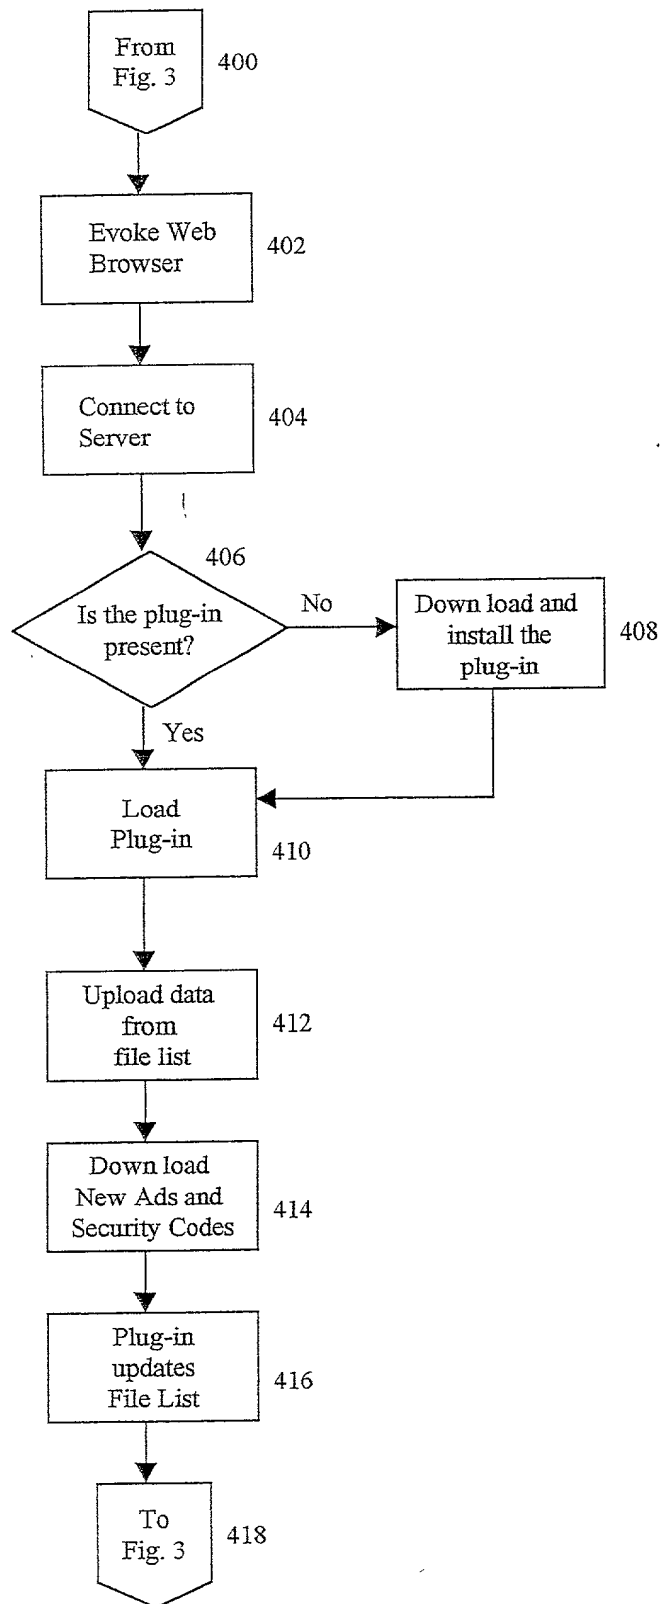 From
Fig. 3
400
Evoke Web
Browser
402
Connect to
Server
404
406
Is the plug-in
present?
No
Down load and
install the
plug-in
408
Yes
Load
Plug-in
410
Upload data
from
file list
412
Down load
New Ads and
Security Codes
414
Plug-in
updates
File List
416
To
Fig. 3
418